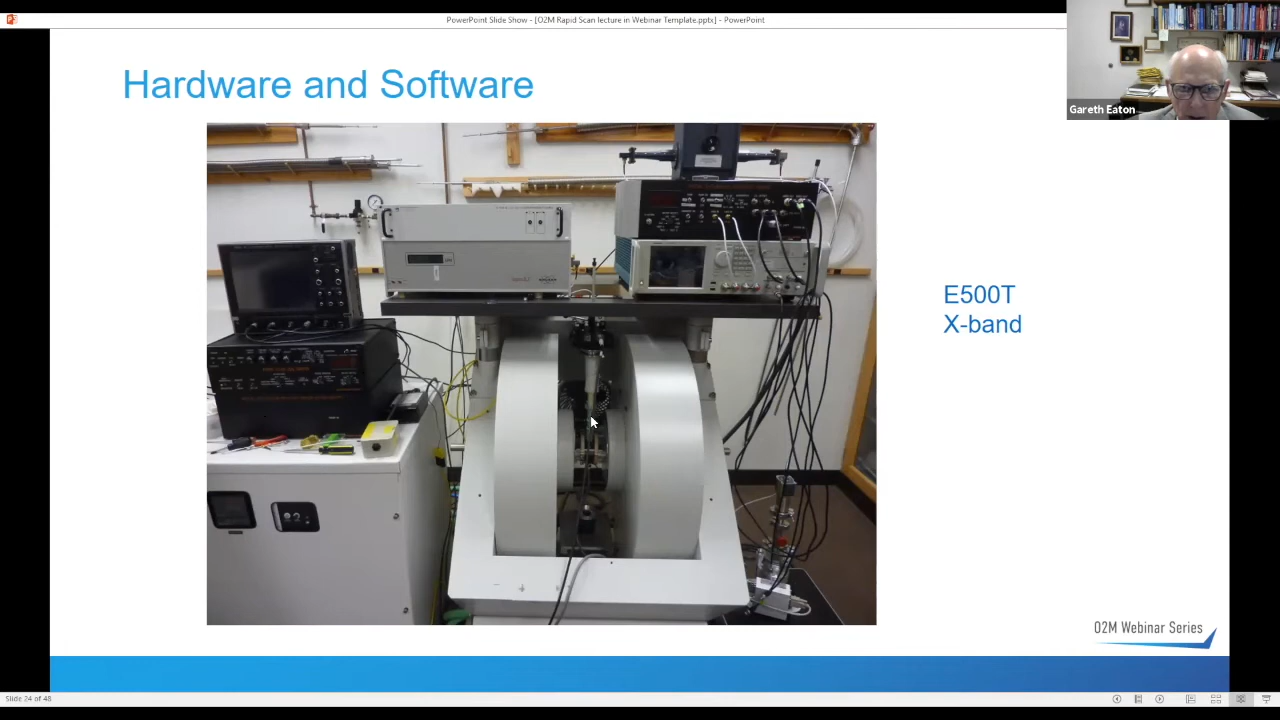 PowerPoint Slide Show - [O2M Rapid Scan lecture in Webinar Template.pptx] - PowerPoint
Gareth Eaton
Hardware and Software
E500T
X-band
O2M Webinar Series
Slide 24 of 48